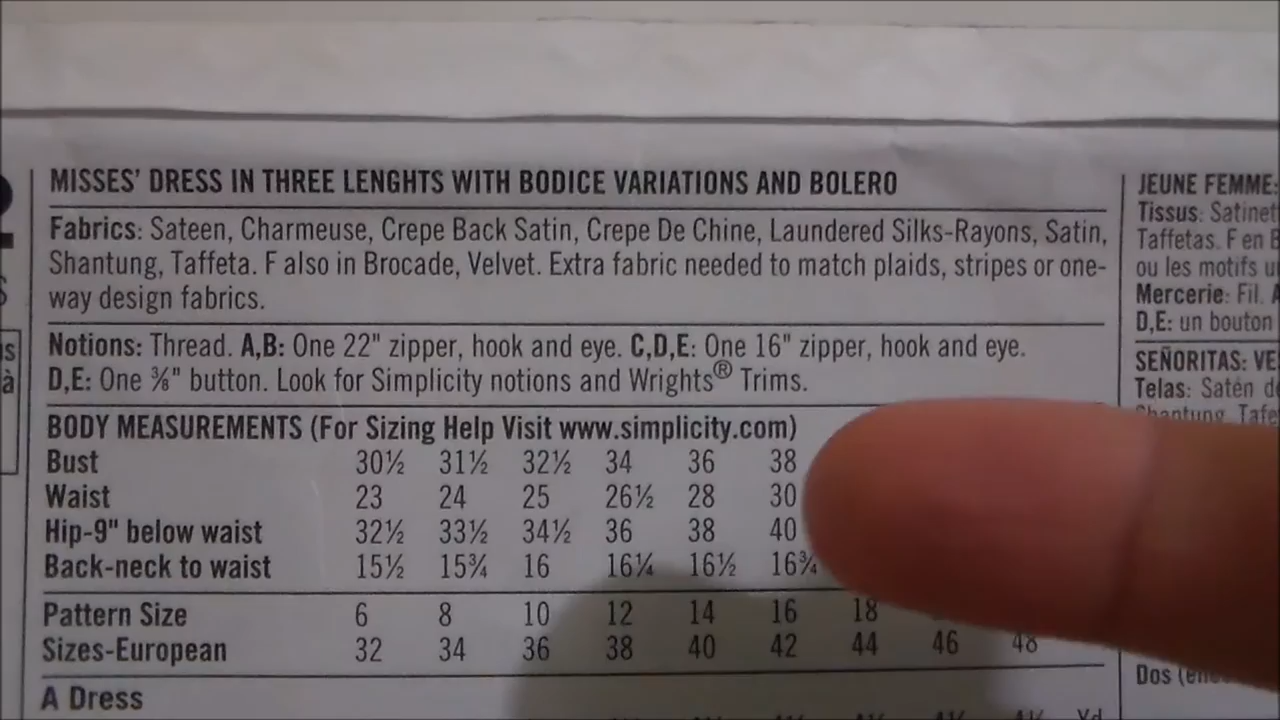 MISSES' DRESS IN THREE LENGHTS WITH BODICE VARIATIONS AND BOLERO
Fabrics: Sateen, Charmeuse, Crepe Back Satin, Crepe De Chine, Laundered Silks-Rayons, Satin,
Shantung, Taffeta. F also in Brocade, Velvet. Extra fabric needed to match plaids, stripes or one-
way design fabrics.
Notions: Thread. A,B: One 22" zipper, hook and eye. C,D,E: One 16" zipper, hook and eye.
D,E: One ⅜" button. Look for Simplicity notions and Wrights® Trims.
BODY MEASUREMENTS (For Sizing Help Visit www.simplicity.com)
Bust 30½ 31½ 32½ 34 36 38
Waist 23 24 25 26½ 28 30
Hip-9" below waist 32½ 33½ 34½ 36 38 40
Back-neck to waist 15½ 15¾ 16 16¼ 16½ 16¾
Pattern Size 6 8 10 12 14 16 18
Sizes-European 32 34 36 38 40 42 44 46 48
A Dress
Yd
JEUNE FEMME:
Tissus: Satinet
Taffetas. F en B
ou les motifs u
Mercerie: Fil. A
D,E: un bouton
SEÑORITAS: VE
Telas: Satén d
Shantung, Tafe
Dos